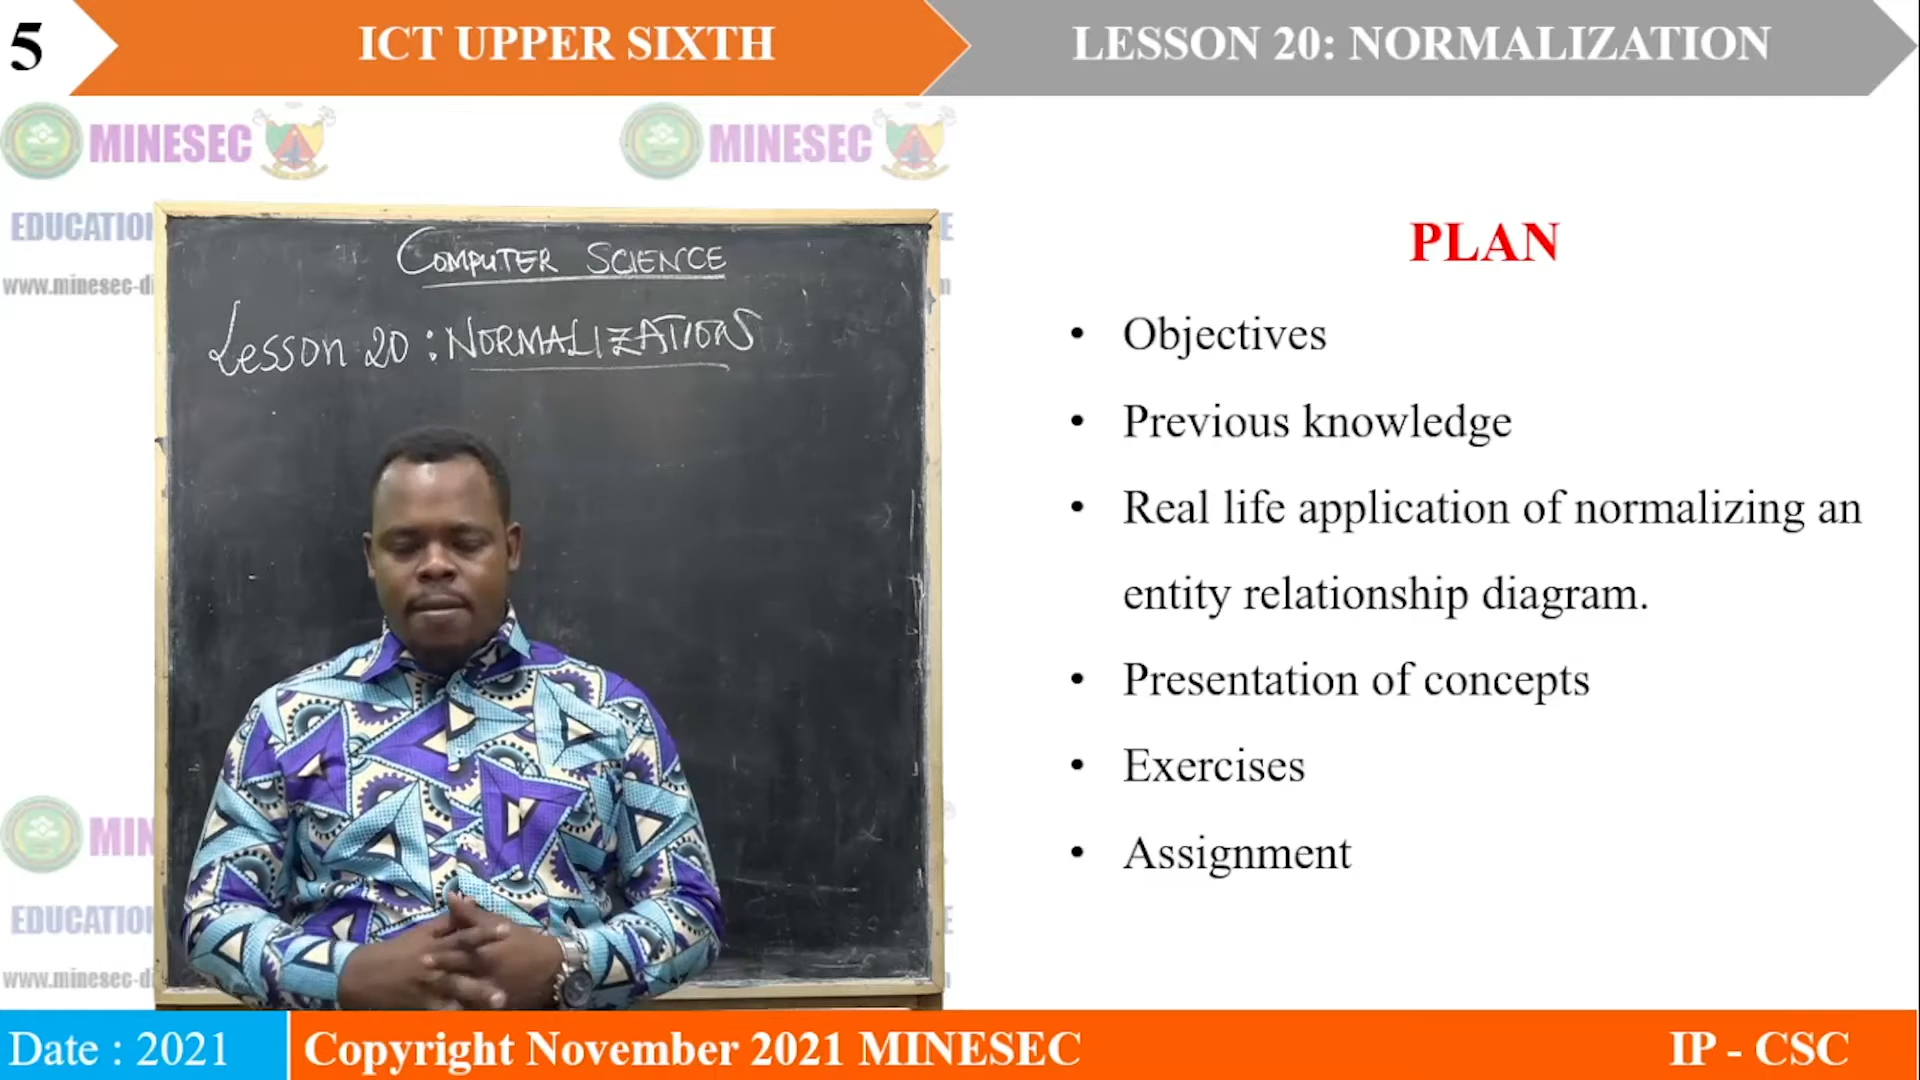 5
ICT UPPER SIXTH
LESSON 20: NORMALIZATION
MINESEC
MINESEC
EDUCATION
www.minesec-di
COMPUTER SCIENCE
Lesson 20 : NORMALIZATIONS
PLAN
• Objectives
• Previous knowledge
• Real life application of normalizing an
entity relationship diagram.
• Presentation of concepts
• Exercises
• Assignment
MIN
EDUCATION
www.minesec-d
Date : 2021
Copyright November 2021 MINESEC
IP - CSC